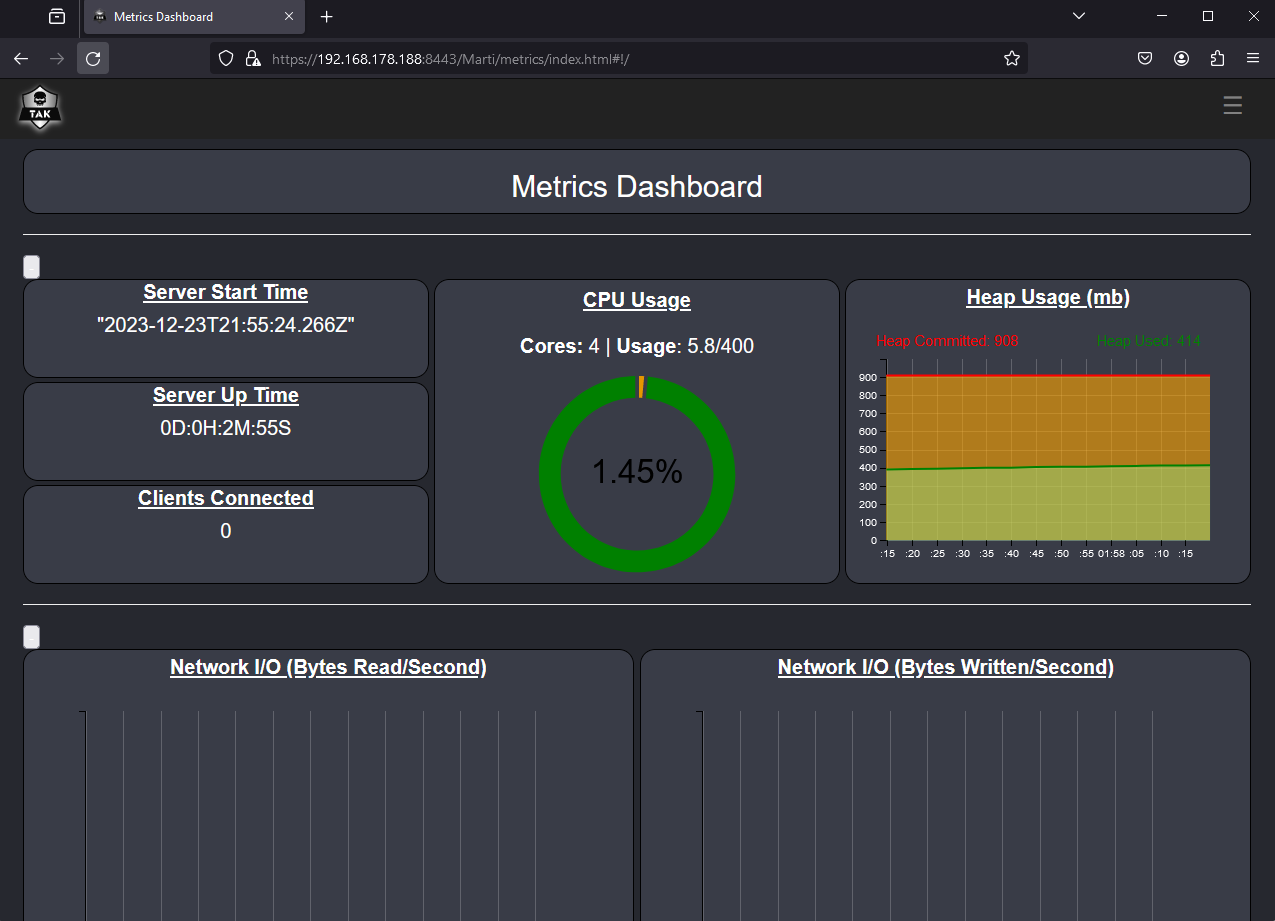 Metrics Dashboard
https://192.168.178.188:8443/Marti/metrics/index.html#!/
TAK
Metrics Dashboard
Server Start Time
"2023-12-23T21:55:24.266Z"
Server Up Time
0D:0H:2M:55S
Clients Connected
0
CPU Usage
Cores: 4 | Usage: 5.8/400
1.45%
Heap Usage (mb)
Heap Committed: 908 Heap Used: 414
900
800
700
600
500
400
300
200
100
0
:15 :20 :25 :30 :35 :40 :45 :50 :55 01:58 :05 :10 :15
Network I/O (Bytes Read/Second)
Network I/O (Bytes Written/Second)